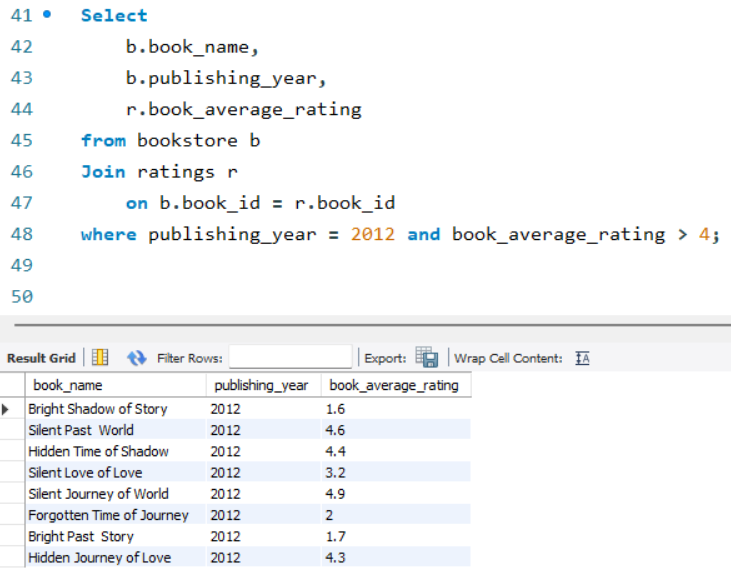 41 Select
42 b.book_name,
43 b.publishing_year,
44 r.book_average_rating
45 from bookstore b
46 Join ratings r
47 on b.book_id = r.book_id
48 where publishing_year = 2012 and book_average_rating > 4;
49
50
Result Grid Filter Rows: Export: Wrap Cell Content: IA
book_name publishing_year book_average_rating
Bright Shadow of Story 2012 1.6
Silent Past  World 2012 4.6
Hidden Time of Shadow 2012 4.4
Silent Love of Love 2012 3.2
Silent Journey of World 2012 4.9
Forgotten Time of Journey 2012 2
Bright Past  Story 2012 1.7
Hidden Journey of Love 2012 4.3